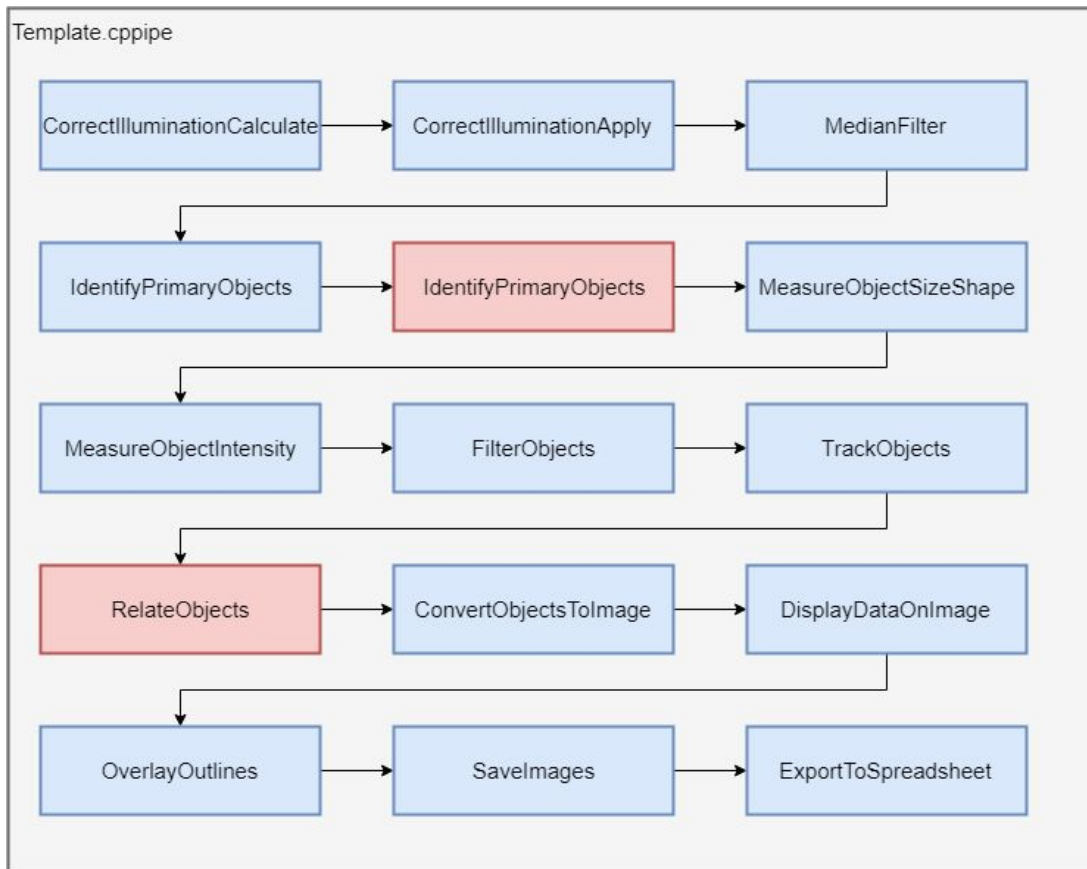 Template.cppipe
CorrectIlluminationCalculate
CorrectIlluminationApply
MedianFilter
IdentifyPrimaryObjects
IdentifyPrimaryObjects
MeasureObjectSizeShape
MeasureObjectIntensity
FilterObjects
TrackObjects
RelateObjects
ConvertObjectsToImage
DisplayDataOnImage
OverlayOutlines
SaveImages
ExportToSpreadsheet